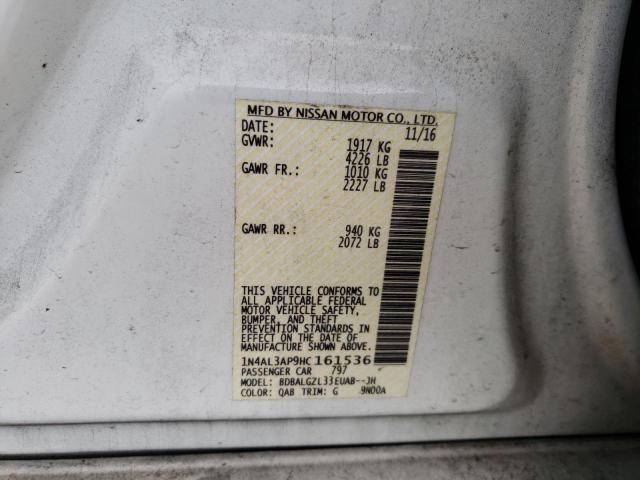 MFD BY NISSAN MOTOR CO., LTD.
DATE: 11/16
GVWR: 1917 KG
4226 LB
GAWR FR.: 1010 KG
2227 LB
GAWR RR.: 940 KG
2072 LB
THIS VEHICLE CONFORMS TO
ALL APPLICABLE FEDERAL
MOTOR VEHICLE SAFETY,
BUMPER, AND THEFT
PREVENTION STANDARDS IN
EFFECT ON THE DATE OF
MANUFACTURE SHOWN ABOVE.
1N4AL3AP9HC161536
PASSENGER CAR 797
MODEL: BDBALGZL33EUAB--JH
COLOR: QAB TRIM: G 9N00A